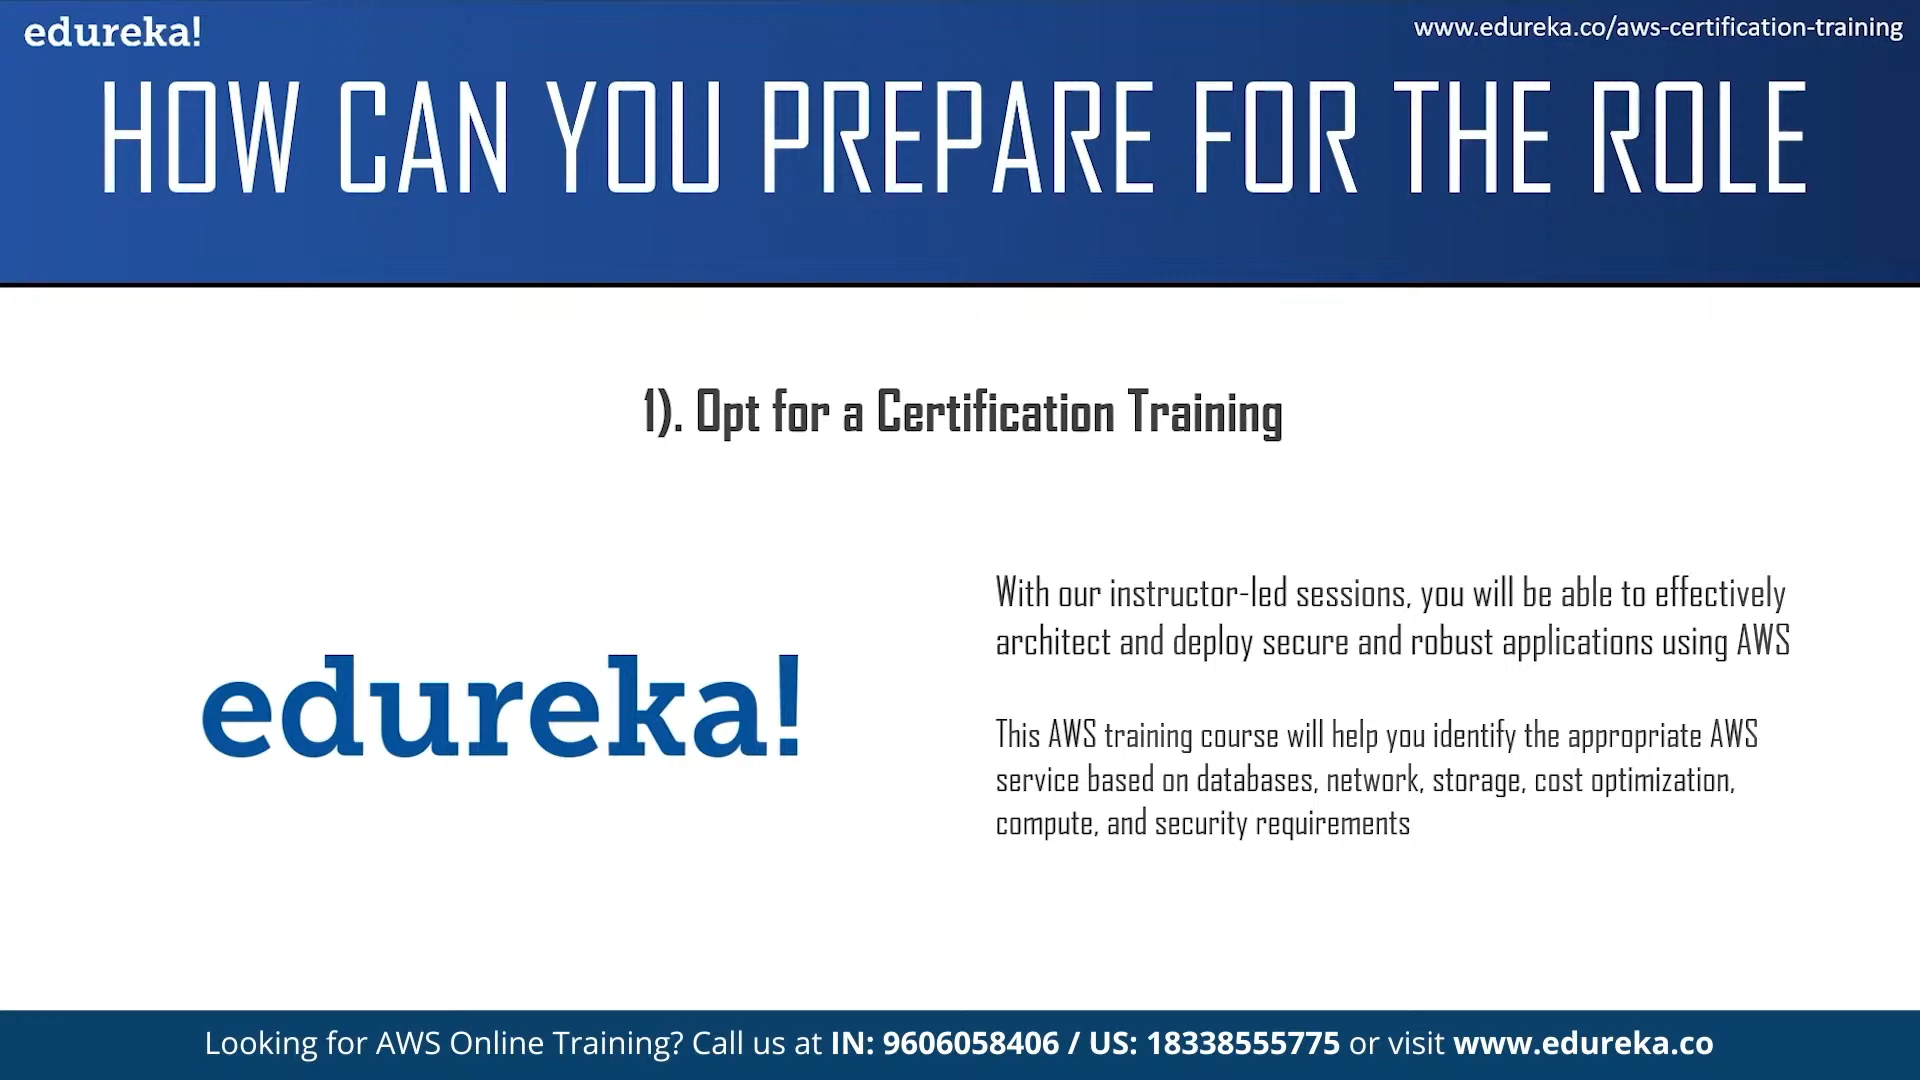 edureka!
www.edureka.co/aws-certification-training
HOW CAN YOU PREPARE FOR THE ROLE
1). Opt for a Certification Training
edureka!
With our instructor-led sessions, you will be able to effectively
architect and deploy secure and robust applications using AWS
This AWS training course will help you identify the appropriate AWS
service based on databases, network, storage, cost optimization,
compute, and security requirements
Looking for AWS Online Training? Call us at IN: 9606058406 / US: 18338555775 or visit www.edureka.co